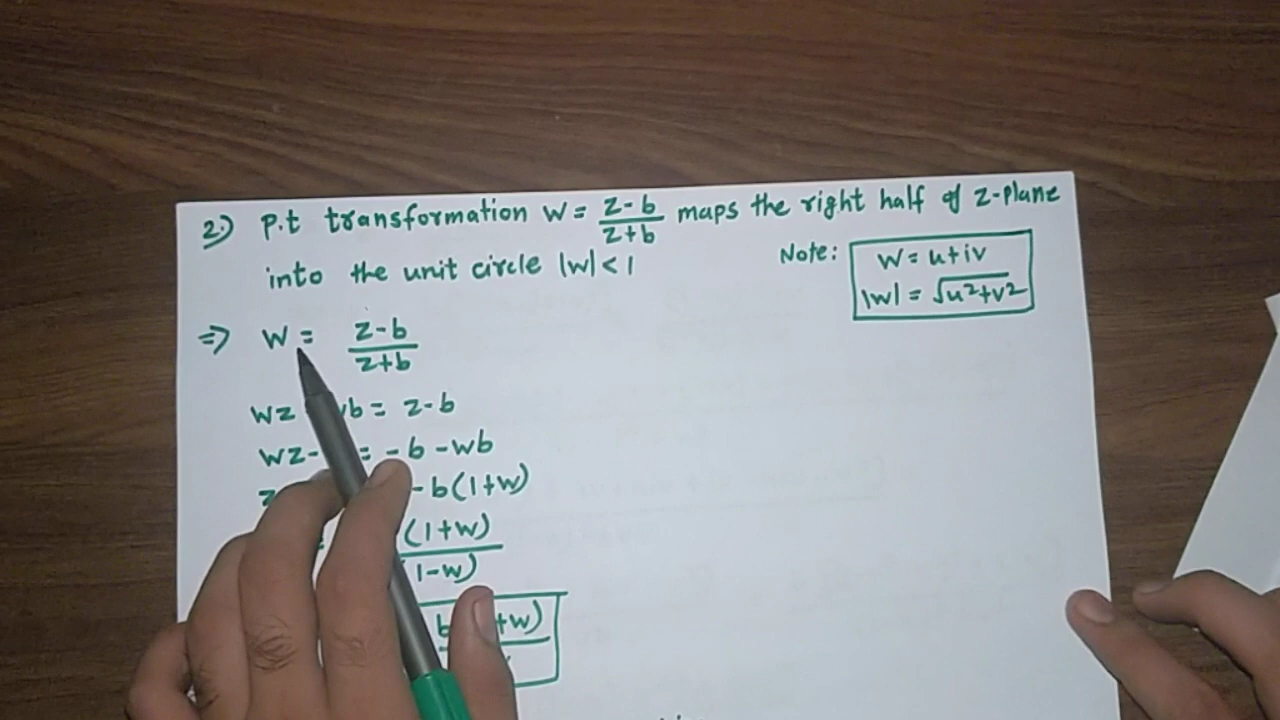 2.) P.t transformation W = z-b / z+b maps the right half of z-plane
into the unit circle |w| < 1
Note: W = u+iv
|w| = √u²+v²
=> W = z-b / z+b
Wz b = z-b
Wz- = -b-wb
z -b(1+w)
(1+w)
(1-w)
b +w)